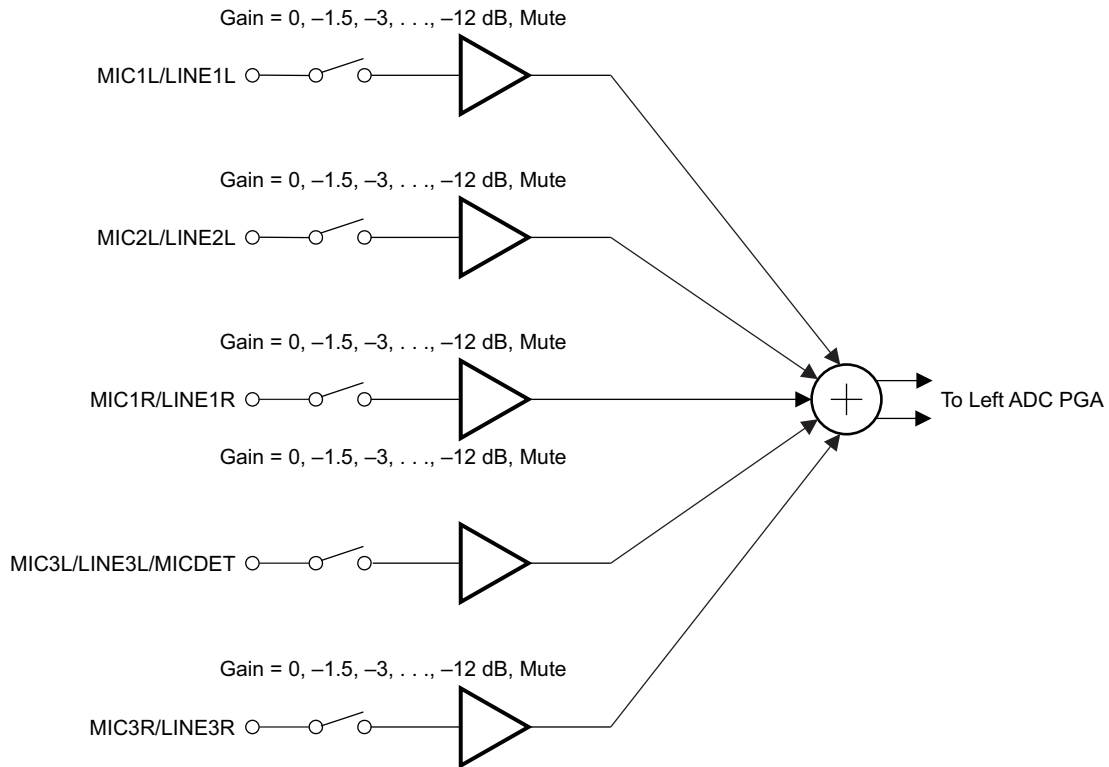 Gain = 0, –1.5, –3, . . ., –12 dB, Mute
MIC1L/LINE1L
Gain = 0, –1.5, –3, . . ., –12 dB, Mute
MIC2L/LINE2L
Gain = 0, –1.5, –3, . . ., –12 dB, Mute
MIC1R/LINE1R
To Left ADC PGA
Gain = 0, –1.5, –3, . . ., –12 dB, Mute
MIC3L/LINE3L/MICDET
Gain = 0, –1.5, –3, . . ., –12 dB, Mute
MIC3R/LINE3R